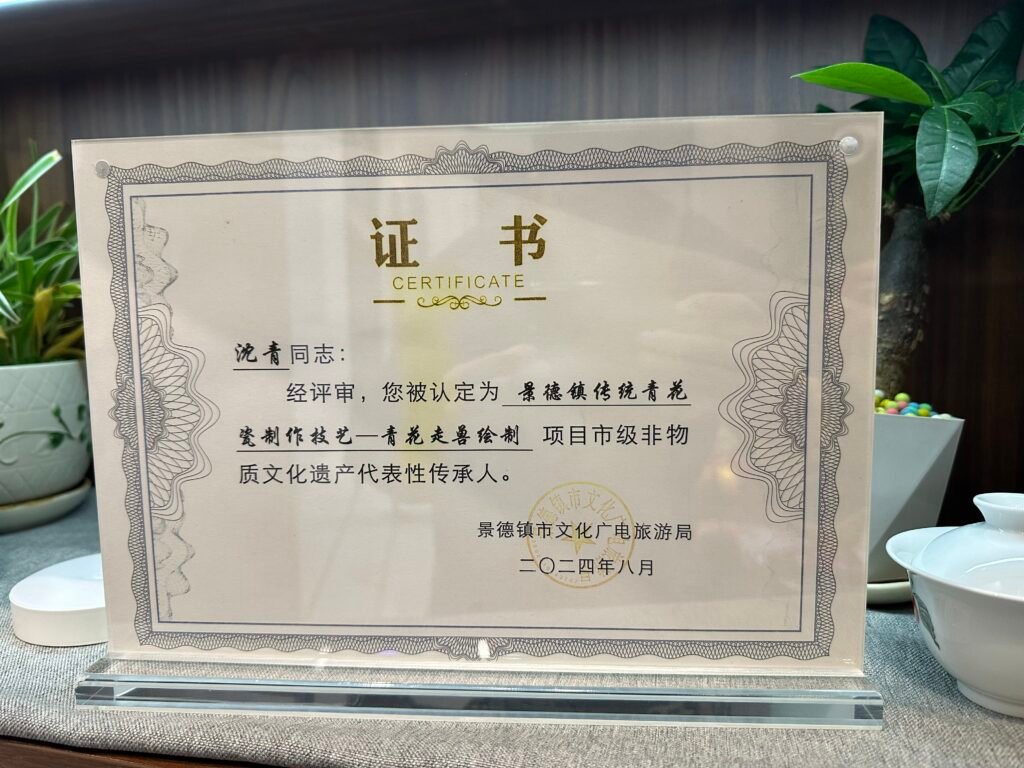 证 书
CERTIFICATE
沈青同志：
经评审，您被认定为 景德镇传统青花
瓷制作技艺—青花走兽绘制 项目市级非物
质文化遗产代表性传承人。
景德镇市文化广电旅游局
二〇二四年八月